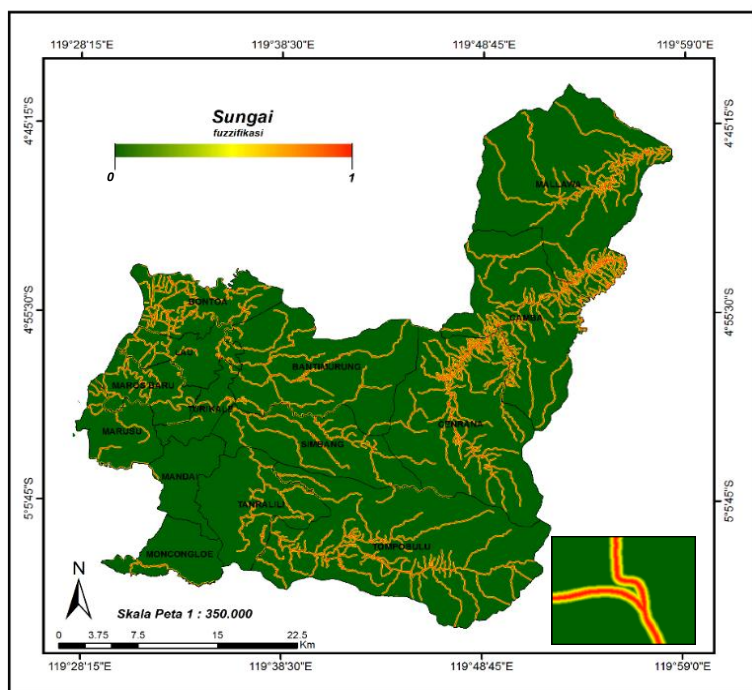 119°28'15"E 119°38'30"E 119°48'45"E 119°59'0"E
4°45'15"S 4°45'15"S
Sungai
fuzzifikasi
0 1
MALLAWA
4°55'30"S 4°55'30"S
BONTOA
CAMBA
LAU
BANTIMURUNG
MAROS BARU
TURIKALE
CENRANA
MARUSU
SIMBANG
MANDAI
5°5'45"S 5°5'45"S
TANRALILI
TOMPOBULU
MONCONGLOE
N
Skala Peta 1 : 350.000
0 3.75 7.5 15 22.5
Km
119°28'15"E 119°38'30"E 119°48'45"E 119°59'0"E